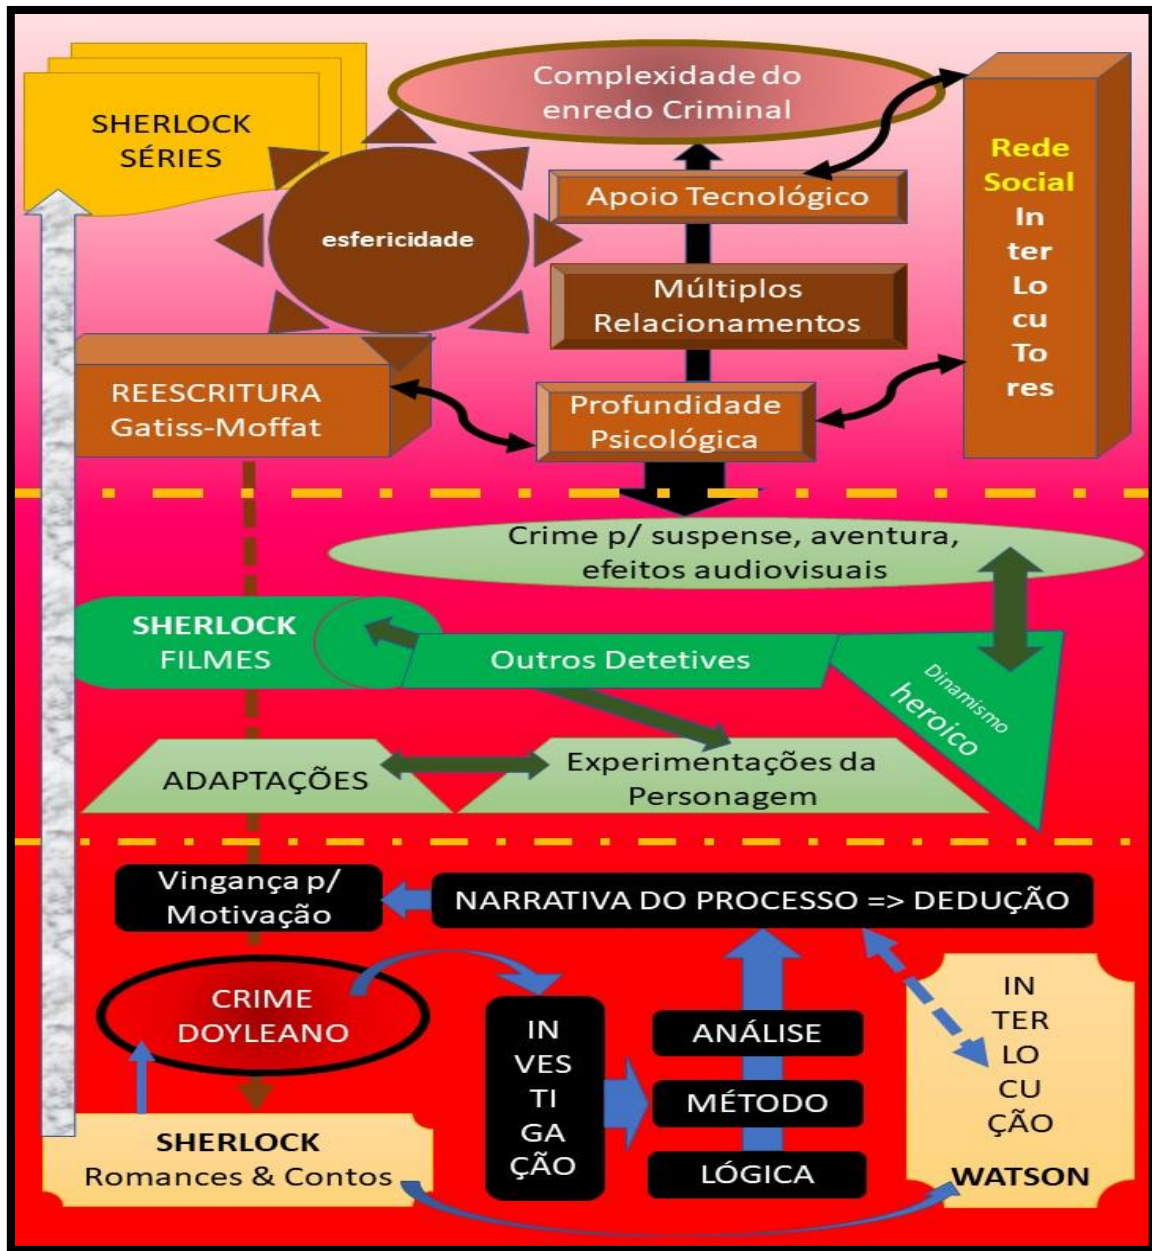 SHERLOCK
SÉRIES
Complexidade do
enredo Criminal
Rede
Social
In
ter
Lo
cu
To
res
Apoio Tecnológico
esfericidade
Múltiplos
Relacionamentos
REESCRITURA
Gatiss-Moffat
Profundidade
Psicológica
Crime p/ suspense, aventura,
efeitos audiovisuais
SHERLOCK
FILMES
Outros Detetives
Dinamismo
heroico
ADAPTAÇÕES
Experimentações da
Personagem
Vingança p/
Motivação
NARRATIVA DO PROCESSO => DEDUÇÃO
CRIME
DOYLEANO
IN
VES
TI
GA
ÇÃO
ANÁLISE
MÉTODO
LÓGICA
IN
TER
LO
CU
ÇÃO
WATSON
SHERLOCK
Romances & Contos